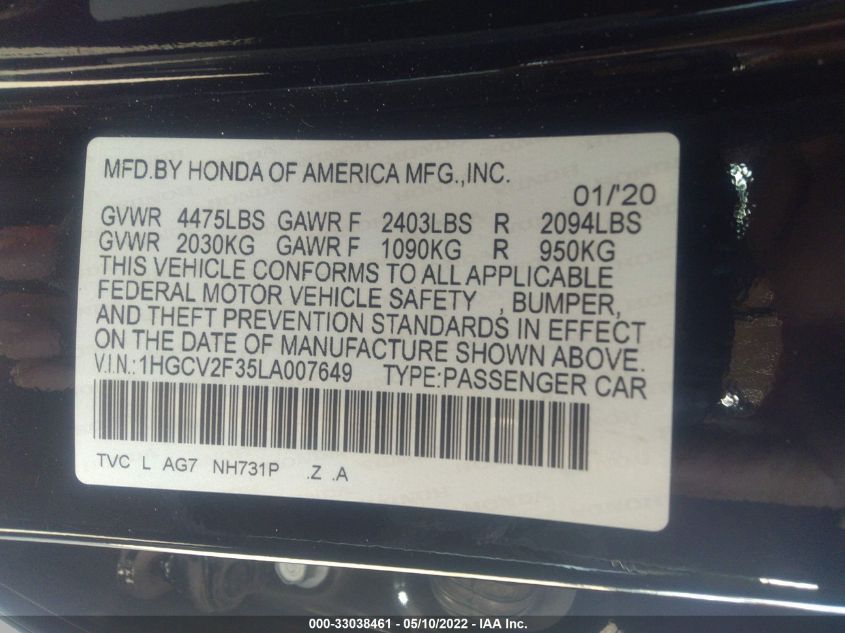 MFD.BY HONDA OF AMERICA MFG.,INC.
01/'20
GVWR 4475LBS GAWR F 2403LBS R 2094LBS
GVWR 2030KG GAWR F 1090KG R 950KG
THIS VEHICLE CONFORMS TO ALL APPLICABLE
FEDERAL MOTOR VEHICLE SAFETY , BUMPER,
AND THEFT PREVENTION STANDARDS IN EFFECT
ON THE DATE OF MANUFACTURE SHOWN ABOVE.
V.I.N.:1HGCV2F35LA007649 TYPE:PASSENGER CAR
TVC L AG7 NH731P .Z .A
000-33038461 - 05/10/2022 - IAA Inc.